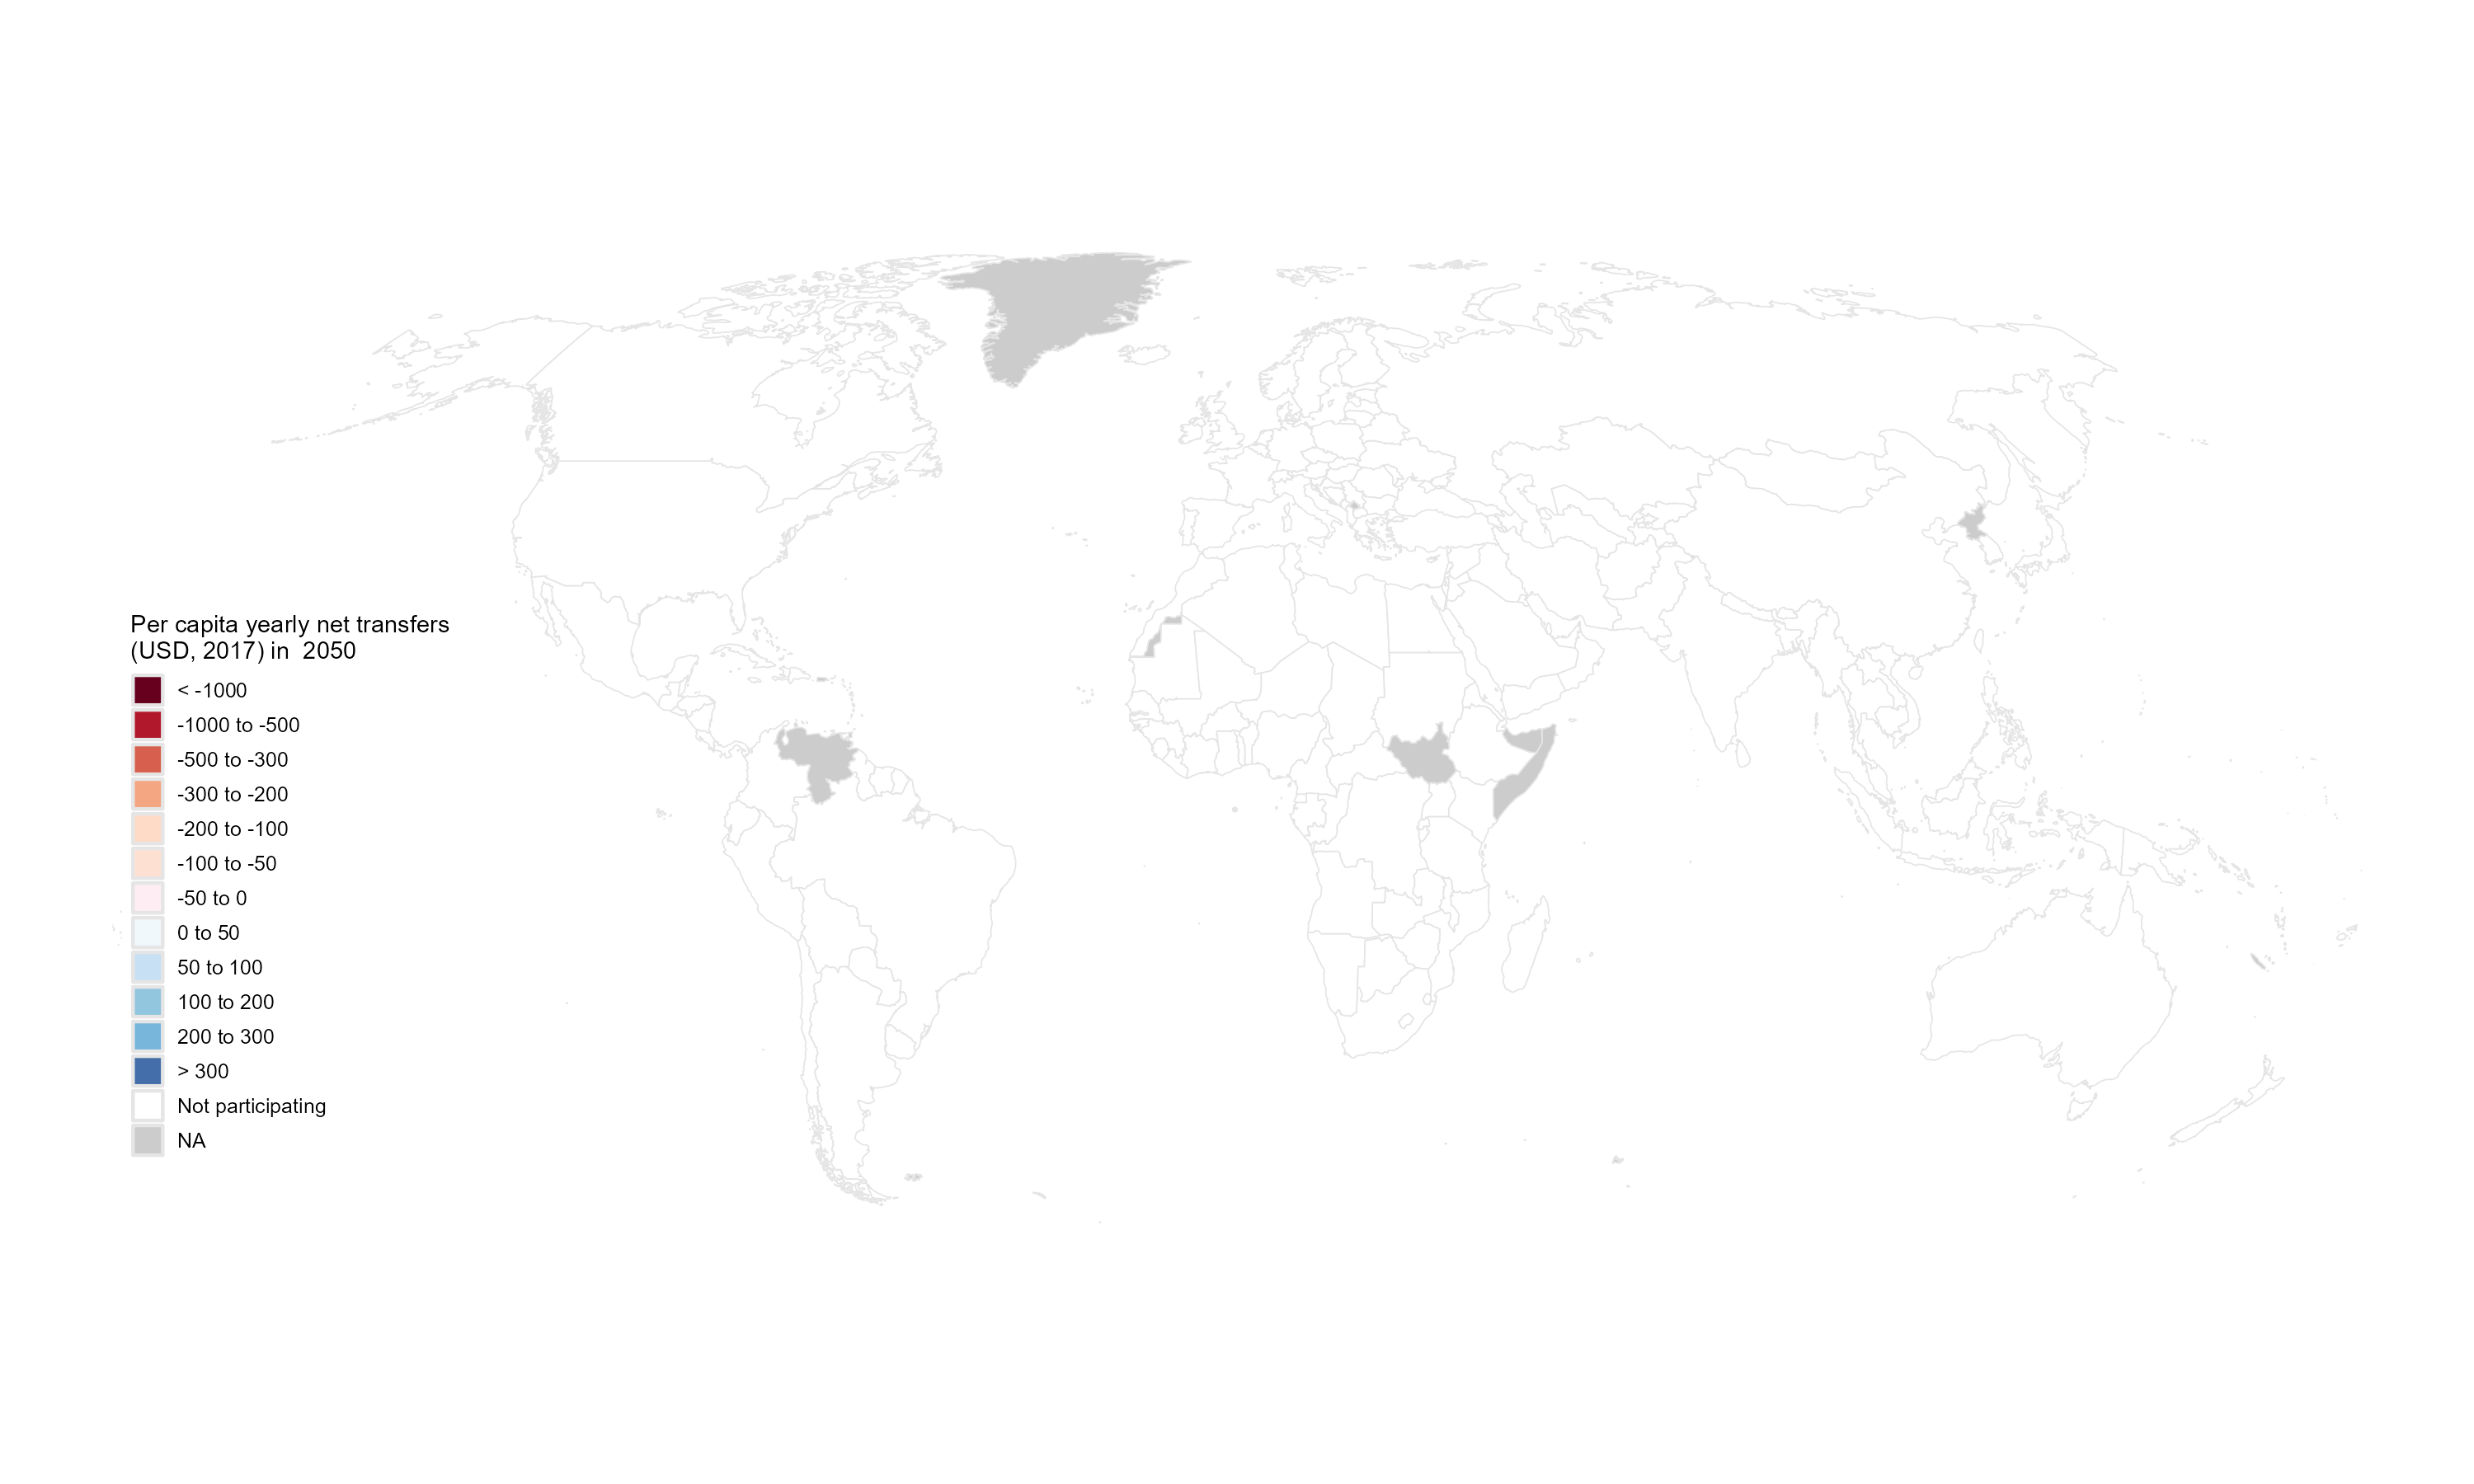 Per capita yearly net transfers
(USD, 2017) in  2050
< -1000
-1000 to -500
-500 to -300
-300 to -200
-200 to -100
-100 to -50
-50 to 0
0 to 50
50 to 100
100 to 200
200 to 300
> 300
Not participating
NA